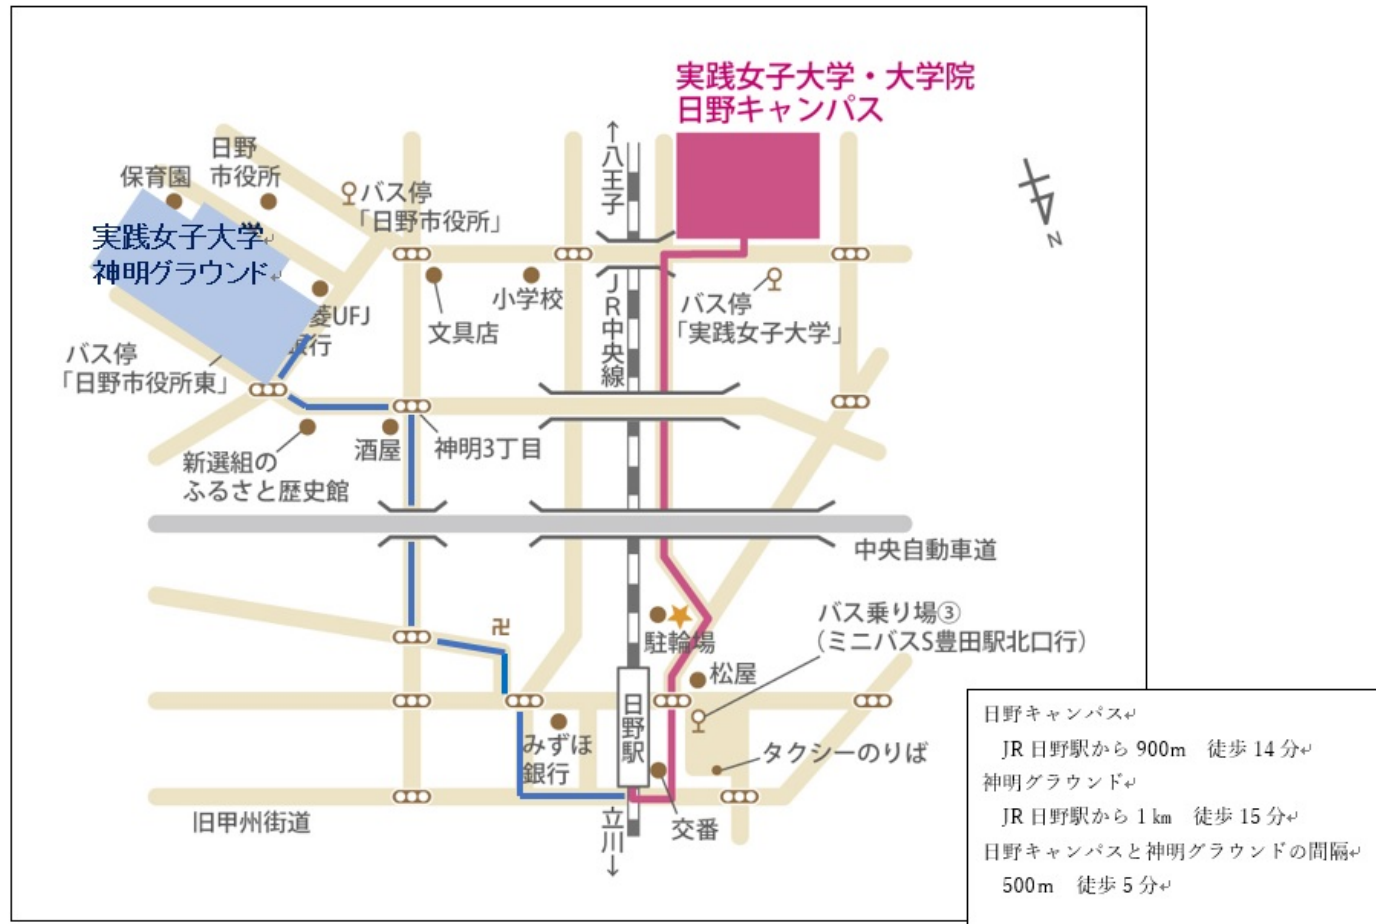 実践女子大学・大学院
日野キャンパス
日野
市役所
保育園
バス停
「日野市役所」
↑八王子
N
実践女子大学
神明グラウンド
菱UFJ
銀行
文具店
小学校
JR中央線
バス停
「実践女子大学」
バス停
「日野市役所東」
新選組の
ふるさと歴史館
酒屋
神明3丁目
中央自動車道
卍
駐輪場
バス乗り場③
(ミニバスS豊田駅北口行)
松屋
日野駅
みずほ
銀行
タクシーのりば
旧甲州街道
立川↓
交番
日野キャンパス
JR 日野駅から 900m 徒歩 14 分
神明グラウンド
JR 日野駅から 1 km 徒歩 15 分
日野キャンパスと神明グラウンドの間隔
500m 徒歩 5 分